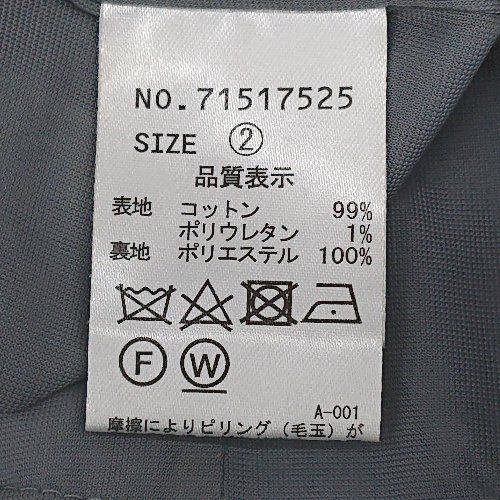 NO.71517525
SIZE ②
品質表示
表地 コットン 99%
ポリウレタン 1%
裏地 ポリエステル 100%
F W
A-001
摩擦によりピリング(毛玉)が